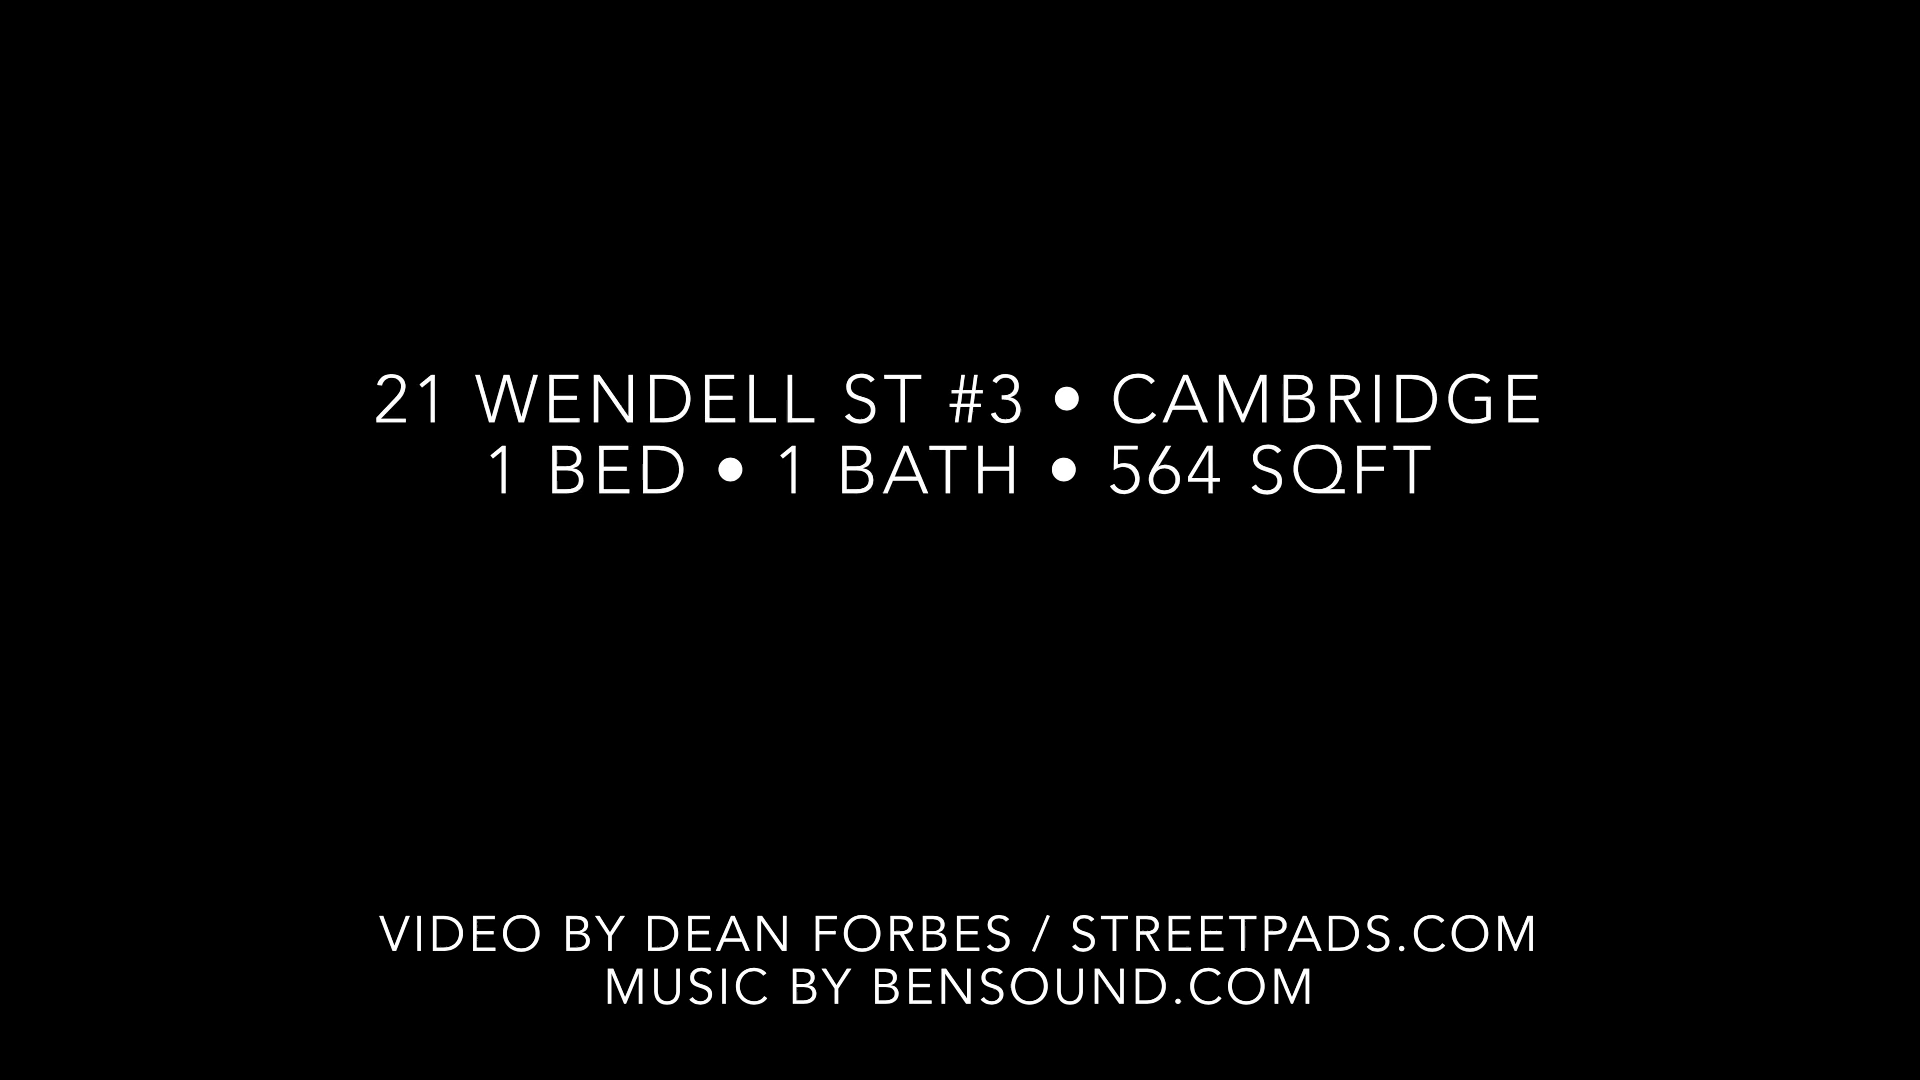 21 WENDELL ST #3 • CAMBRIDGE
1 BED • 1 BATH • 564 SQFT
VIDEO BY DEAN FORBES / STREETPADS.COM
MUSIC BY BENSOUND.COM